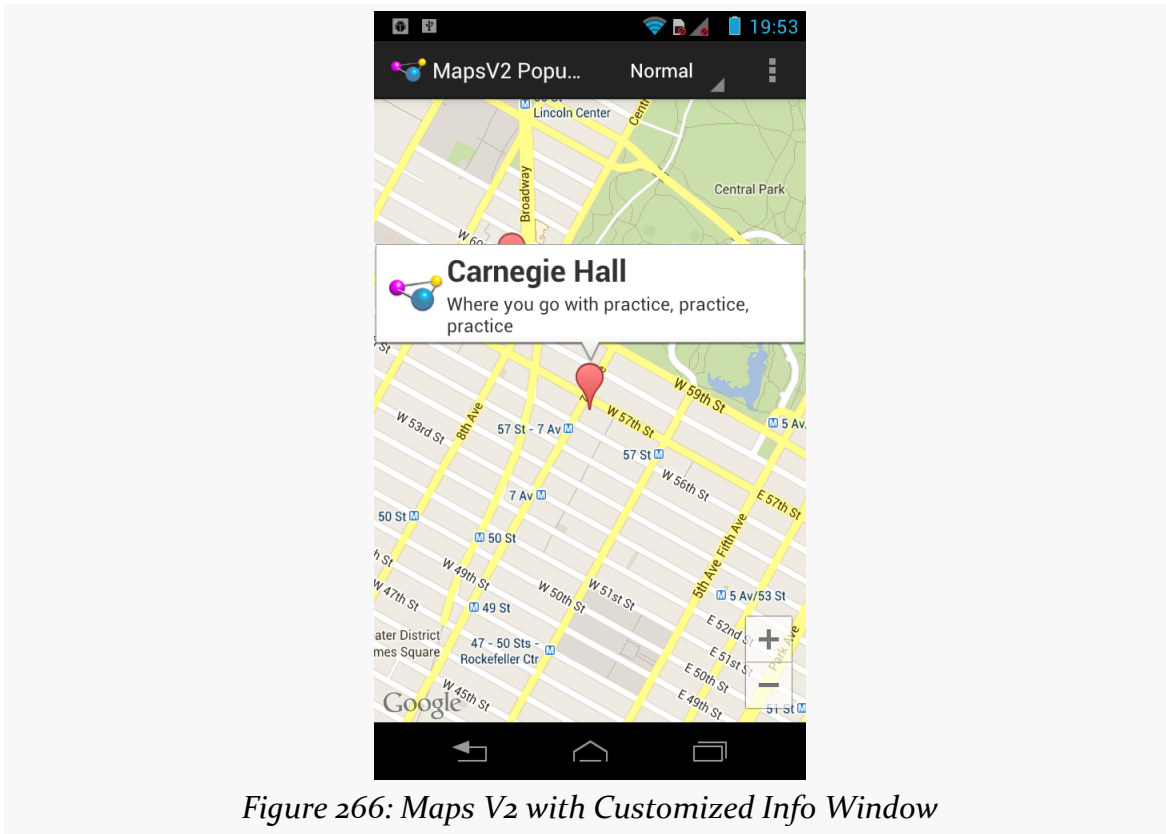 19:53
MapsV2 Popu...
Normal
Lincoln Center
Broadway
Central Park
Carnegie Hall
Where you go with practice, practice,
practice
W 59th St
8th Ave
W 57th St
W 53rd St
57 St - 7 Av M
M 5 Av
57 St M
W 56th St
7 Av M
E 57th St
50 St M
M 50 St
5th Ave Fifth Ave
W 49th St
W 50th St
W 51st St
W 47th St
M 49 St
M 5 Av/53 St
E 52nd S
ater District
mes Square
47 - 50 Sts -
Rockefeller Ctr M
E 51st S
Park Ave
E 50th St
W 45th St
E 49th St
51 St M
Google
Figure 266: Maps V2 with Customized Info Window